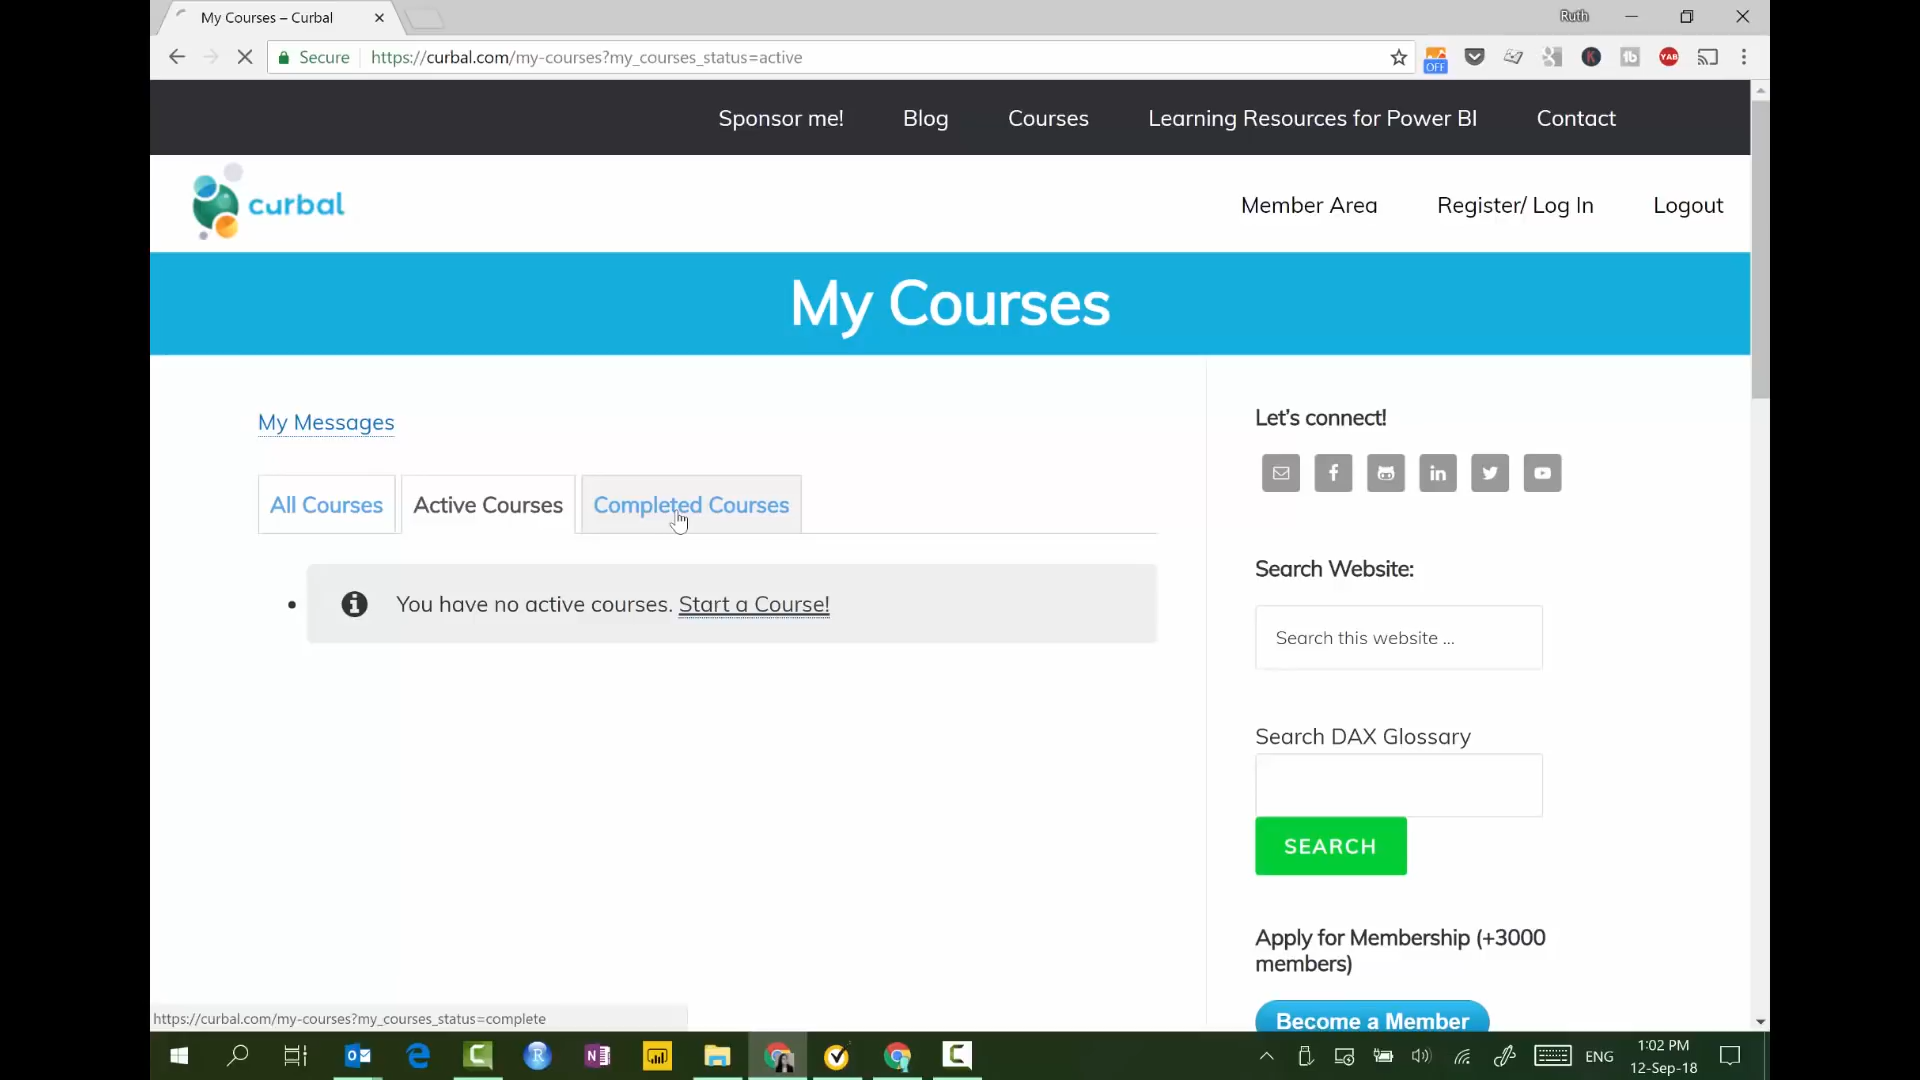 My Courses – Curbal
Ruth
Secure
https://curbal.com/my-courses?my_courses_status=active
OFF
K
tb
YAB
Sponsor me!
Blog
Courses
Learning Resources for Power BI
Contact
curbal
Member Area
Register/ Log In
Logout
My Courses
My Messages
Let's connect!
All Courses
Active Courses
Completed Courses
in
You have no active courses. Start a Course!
Search Website:
Search this website ...
Search DAX Glossary
SEARCH
Apply for Membership (+3000
members)
Become a Member
https://curbal.com/my-courses?my_courses_status=complete
ENG
1:02 PM
12-Sep-18